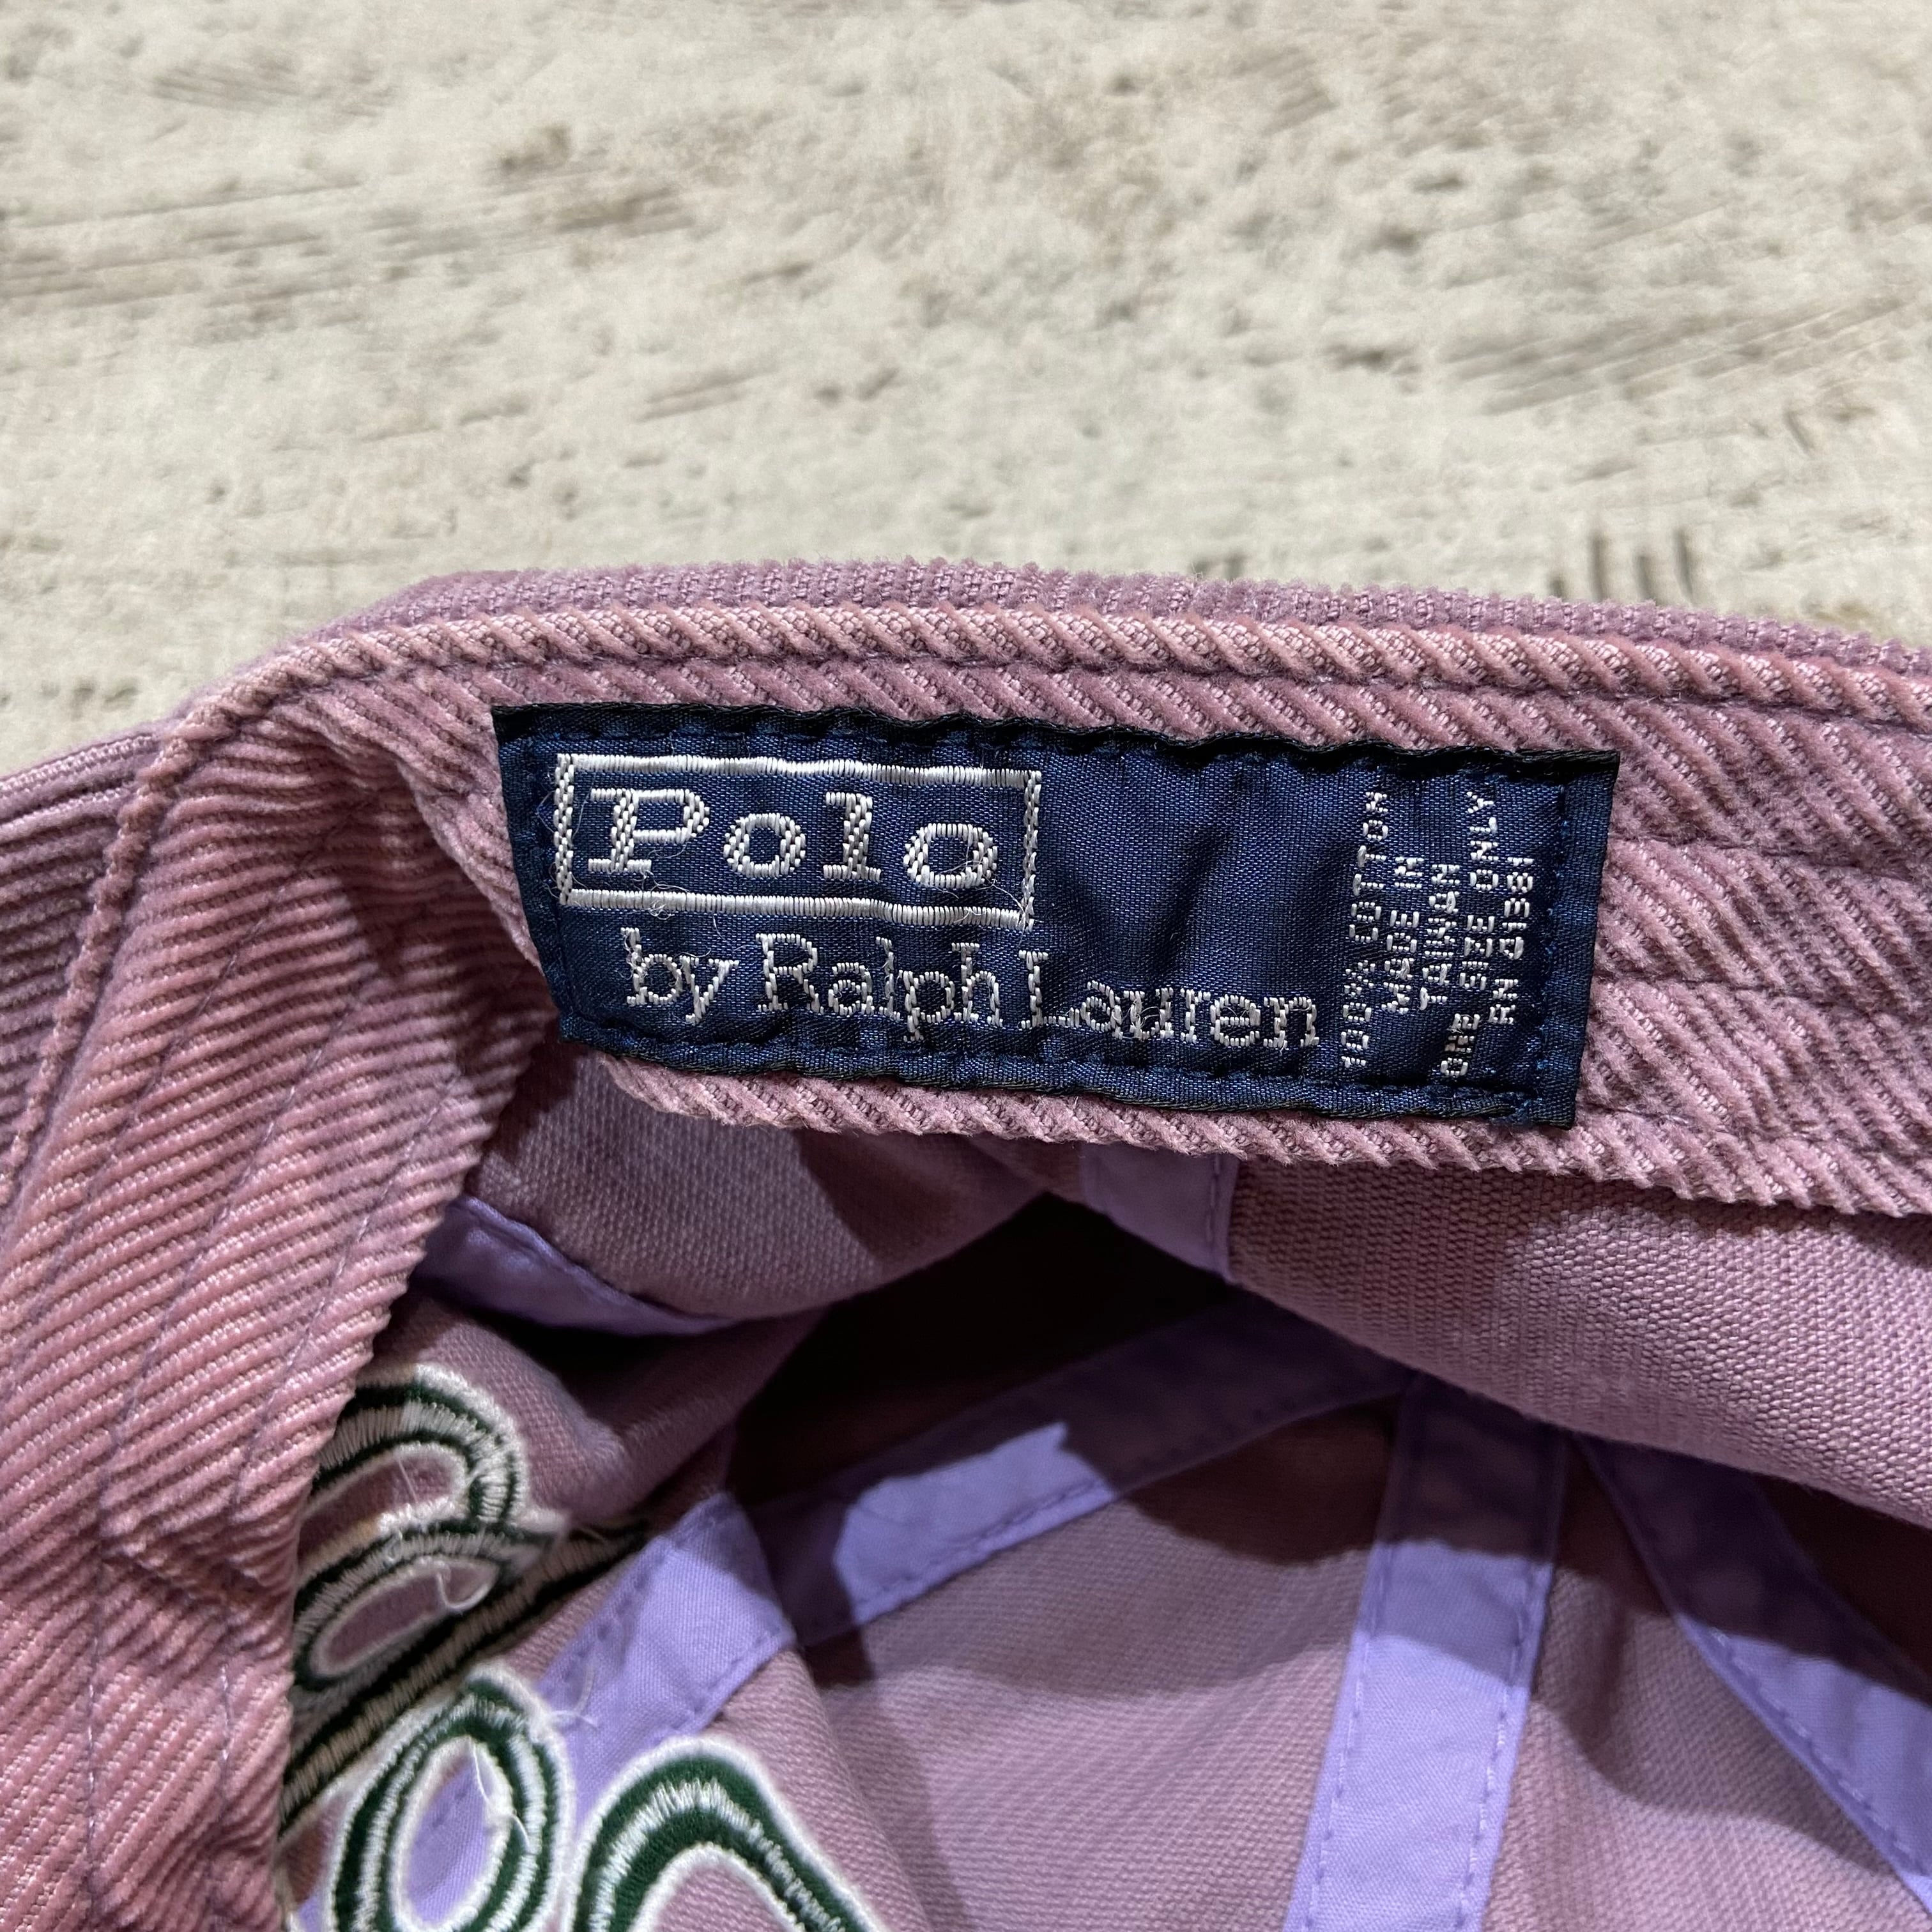 Polo
by Ralph Lauren
100% COTTON
MADE IN
TAIWAN
ONE SIZE ONLY
RN 41381